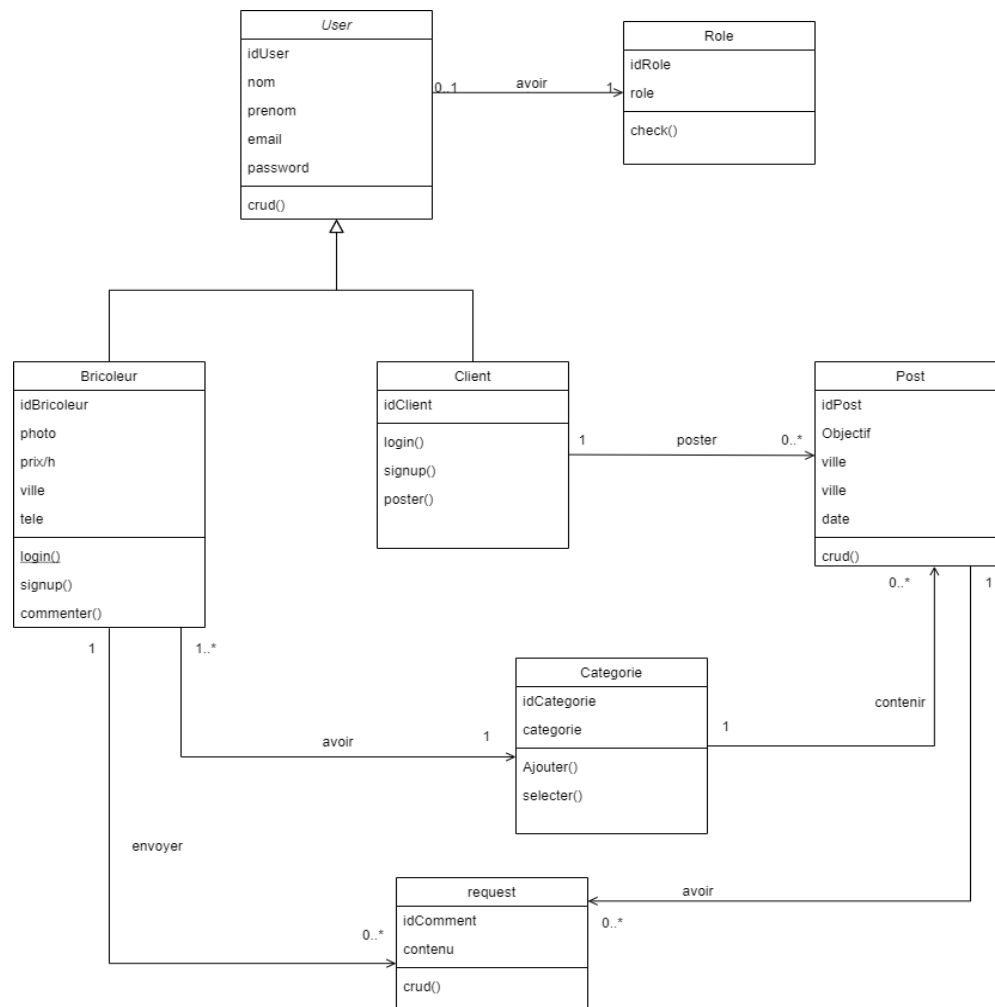 User
idUser
nom
prenom
email
password
crud()
0..1
avoir
1
Role
idRole
role
check()
Bricoleur
idBricoleur
photo
prix/h
ville
tele
login()
signup()
commenter()
Client
idClient
login()
signup()
poster()
1
poster
0..*
Post
idPost
Objectif
ville
ville
date
crud()
1
1..*
0..*
1
Categorie
idCategorie
categorie
Ajouter()
selecter()
avoir
1
1
contenir
envoyer
request
idComment
contenu
crud()
0..*
0..*
avoir